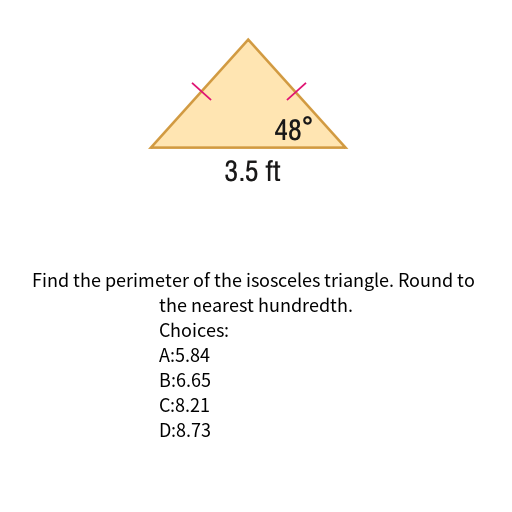 48°
3.5 ft
Find the perimeter of the isosceles triangle. Round to
the nearest hundredth.
Choices:
A:5.84
B:6.65
C:8.21
D:8.73